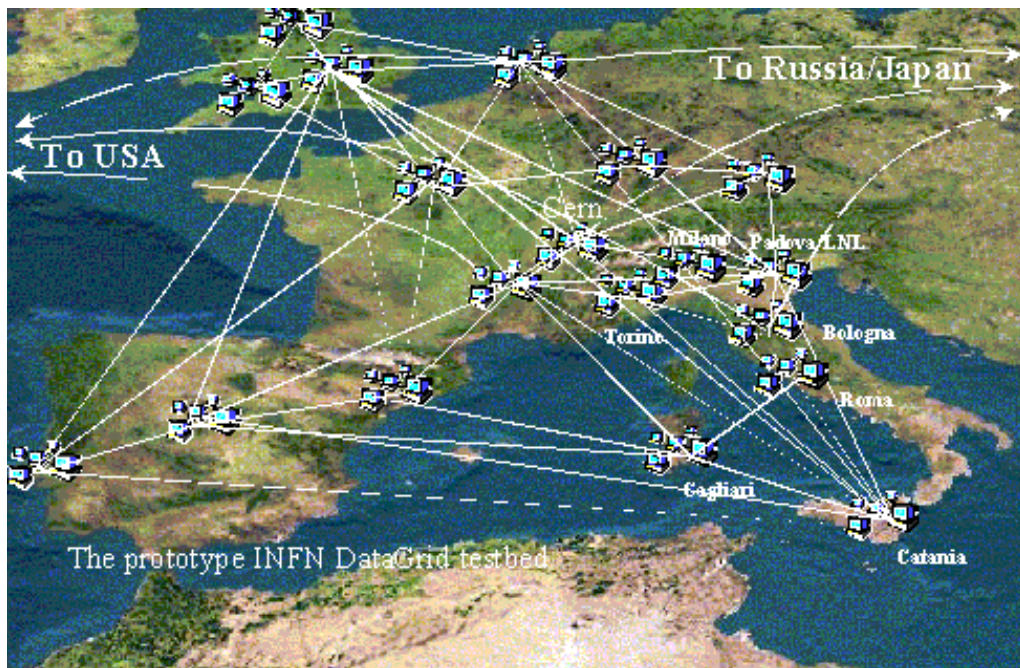 To Russia/Japan
To USA
Cern
Milano
Padova/LNL
Torino
Bologna
Roma
Cagliari
Catania
The prototype INFN DataGrid testbed